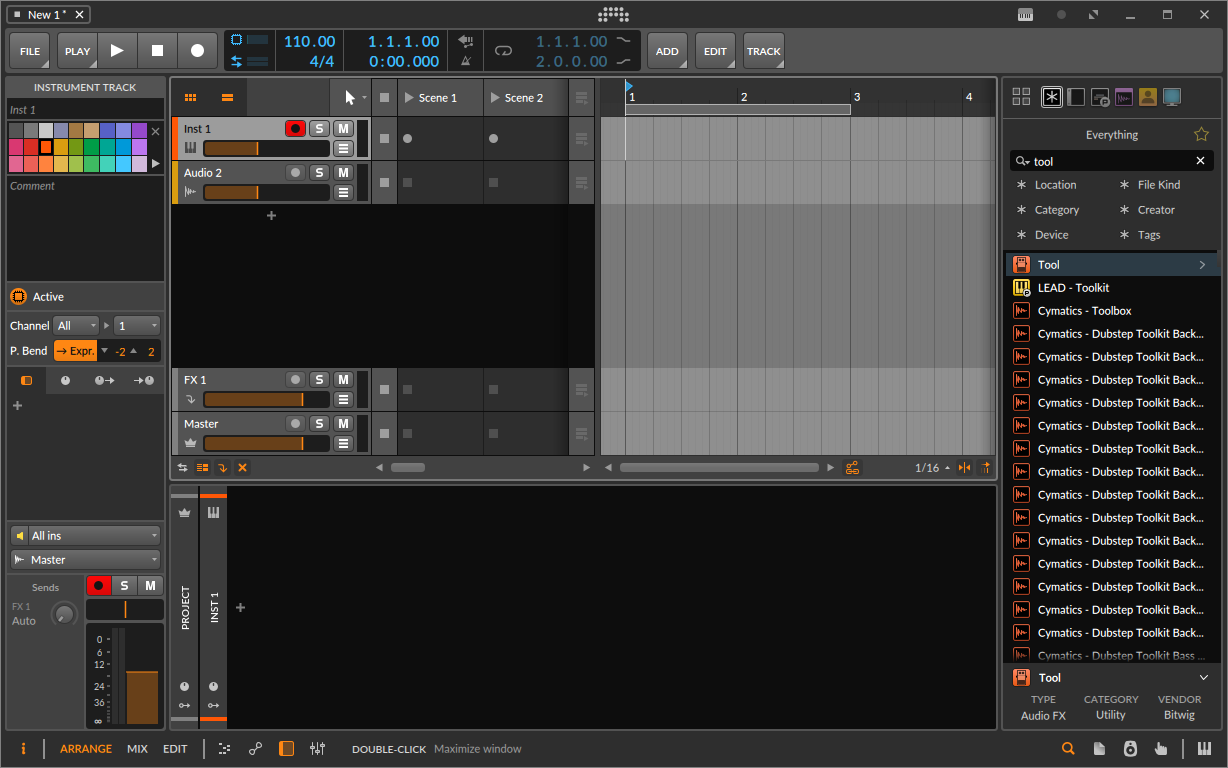 New 1 *
FILE
PLAY
110.00
4/4
1.1.1.00
0:00.000
1.1.1.00
2.0.0.00
ADD
EDIT
TRACK
INSTRUMENT TRACK
Inst 1
Comment
Active
Channel All 1
P. Bend Expr. -2 2
All ins
Master
Sends
S M
FX 1
Auto
0
6
12
24
36
∞
Scene 1
Scene 2
Inst 1
S M
Audio 2
S M
FX 1
S M
Master
S M
1
2
3
4
1/16
PROJECT
INST 1
Everything
tool
Location
File Kind
Category
Creator
Device
Tags
Tool
LEAD - Toolkit
Cymatics - Toolbox
Cymatics - Dubstep Toolkit Back...
Cymatics - Dubstep Toolkit Back...
Cymatics - Dubstep Toolkit Back...
Cymatics - Dubstep Toolkit Back...
Cymatics - Dubstep Toolkit Back...
Cymatics - Dubstep Toolkit Back...
Cymatics - Dubstep Toolkit Back...
Cymatics - Dubstep Toolkit Back...
Cymatics - Dubstep Toolkit Back...
Cymatics - Dubstep Toolkit Back...
Cymatics - Dubstep Toolkit Back...
Cymatics - Dubstep Toolkit Back...
Cymatics - Dubstep Toolkit Back...
Cymatics - Dubstep Toolkit Back...
Cymatics - Dubstep Toolkit Bass ...
Tool
TYPE
CATEGORY
VENDOR
Audio FX
Utility
Bitwig
i
ARRANGE
MIX
EDIT
DOUBLE-CLICK Maximize window